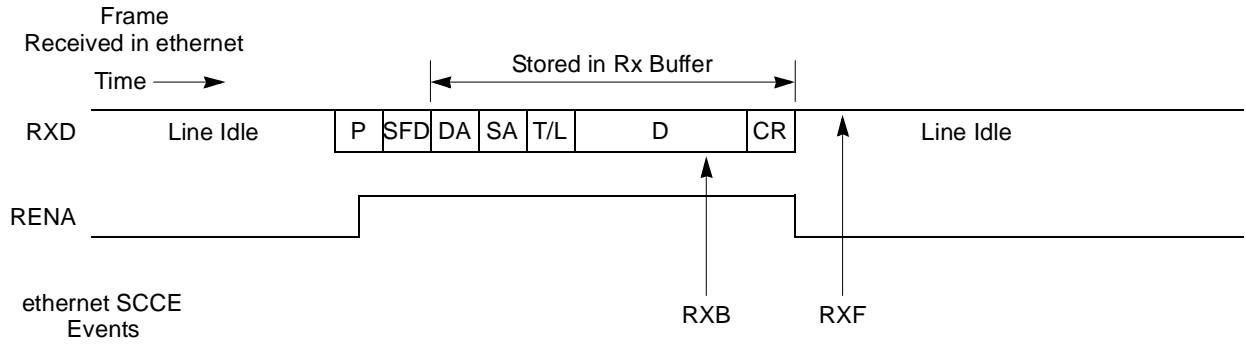 Frame
Received in ethernet
Stored in Rx Buffer
Time
RXD
Line Idle
P
SFD
DA
SA
T/L
D
CR
Line Idle
RENA
ethernet SCCE
Events
RXB
RXF